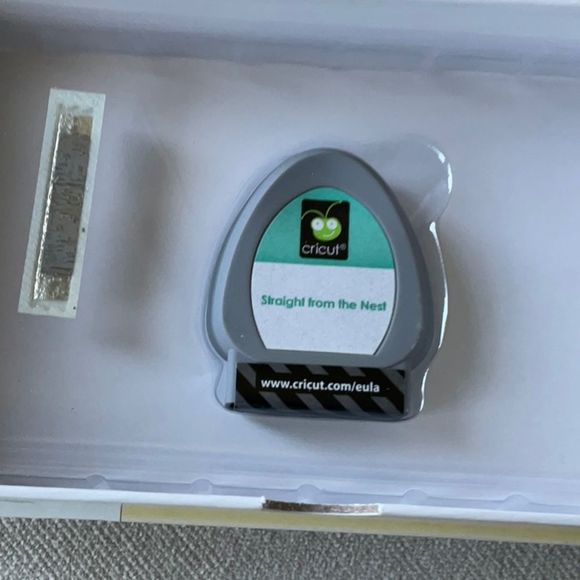 cricut®
Straight from the Nest
www.cricut.com/eula